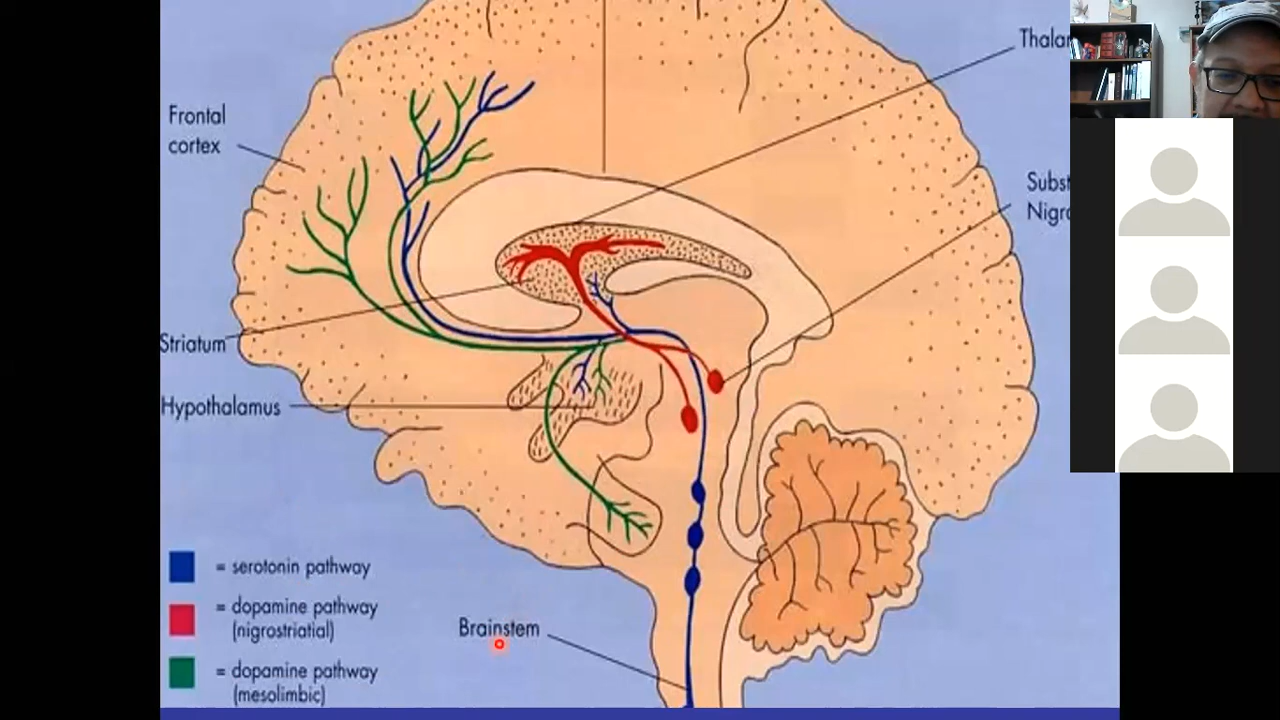 Frontal
cortex
Striatum
Hypothalamus
Brainstem
= serotonin pathway
= dopamine pathway
(nigrostriatial)
= dopamine pathway
(mesolimbic)